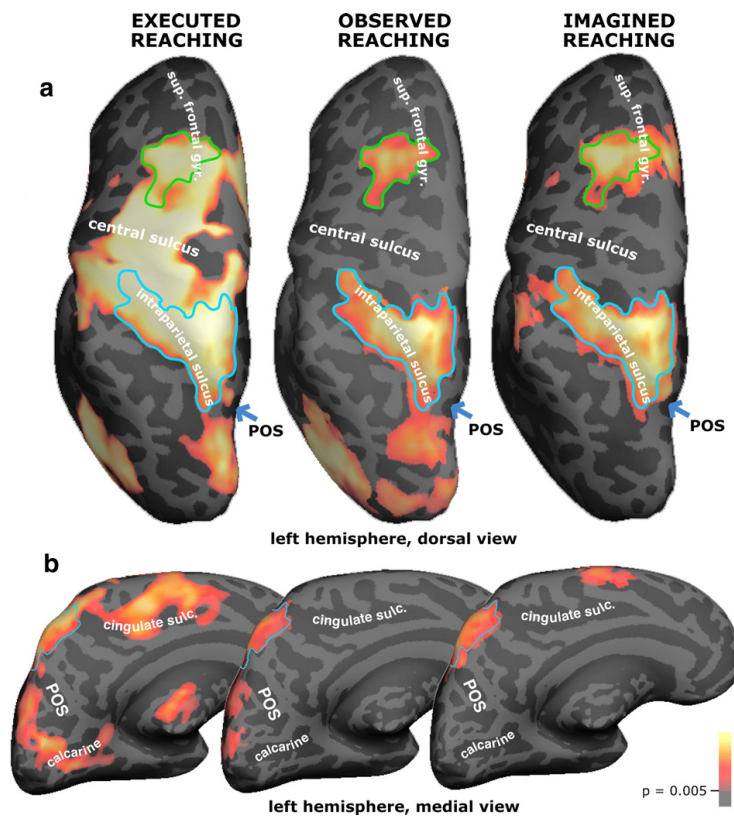 EXECUTED REACHING
OBSERVED REACHING
IMAGINED REACHING
a
sup. frontal gyr.
central sulcus
intraparietal sulcus
POS
sup. frontal gyr.
central sulcus
intraparietal sulcus
POS
sup. frontal gyr.
central sulcus
intraparietal sulcus
POS
left hemisphere, dorsal view
b
cingulate sulc.
POS
calcarine
cingulate sulc.
POS
calcarine
cingulate sulc.
POS
calcarine
p = 0.005
left hemisphere, medial view